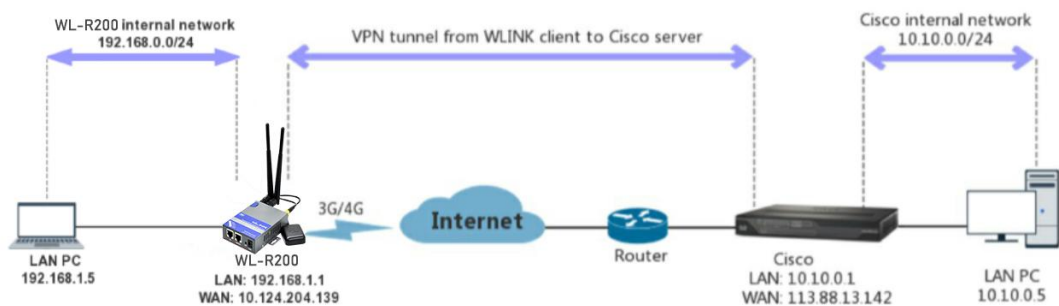 WL-R200 internal network
192.168.0.0/24
VPN tunnel from WLINK client to Cisco server
Cisco internal network
10.10.0.0/24
3G/4G
Internet
Router
LAN PC
192.168.1.5
WL-R200
LAN: 192.168.1.1
WAN: 10.124.204.139
Cisco
LAN: 10.10.0.1
WAN: 113.88.13.142
LAN PC
10.10.0.5